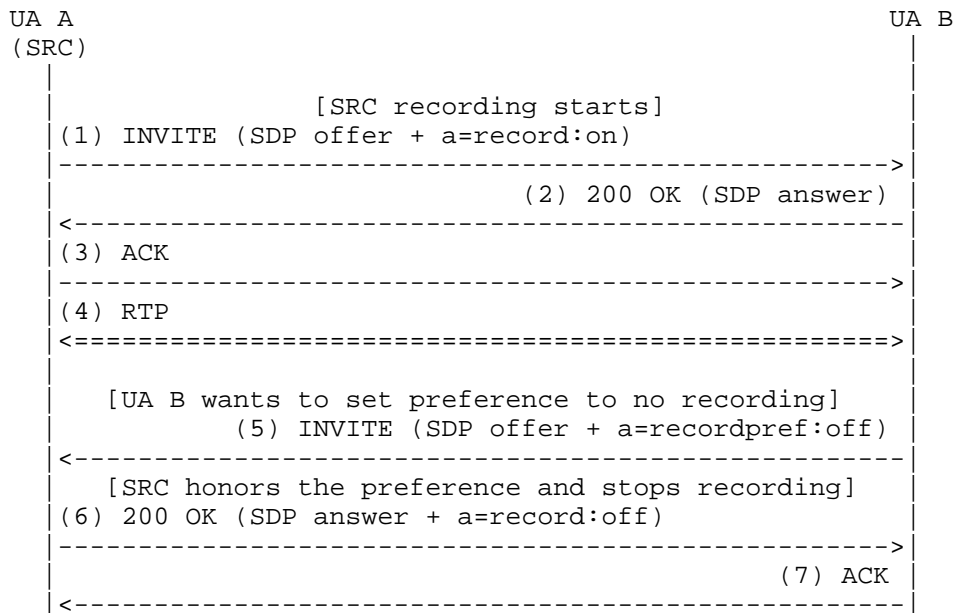 UA A UA B
(SRC)
[SRC recording starts]
(1) INVITE (SDP offer + a=record:on)
(2) 200 OK (SDP answer)
(3) ACK
(4) RTP
[UA B wants to set preference to no recording]
(5) INVITE (SDP offer + a=recordpref:off)
[SRC honors the preference and stops recording]
(6) 200 OK (SDP answer + a=record:off)
(7) ACK